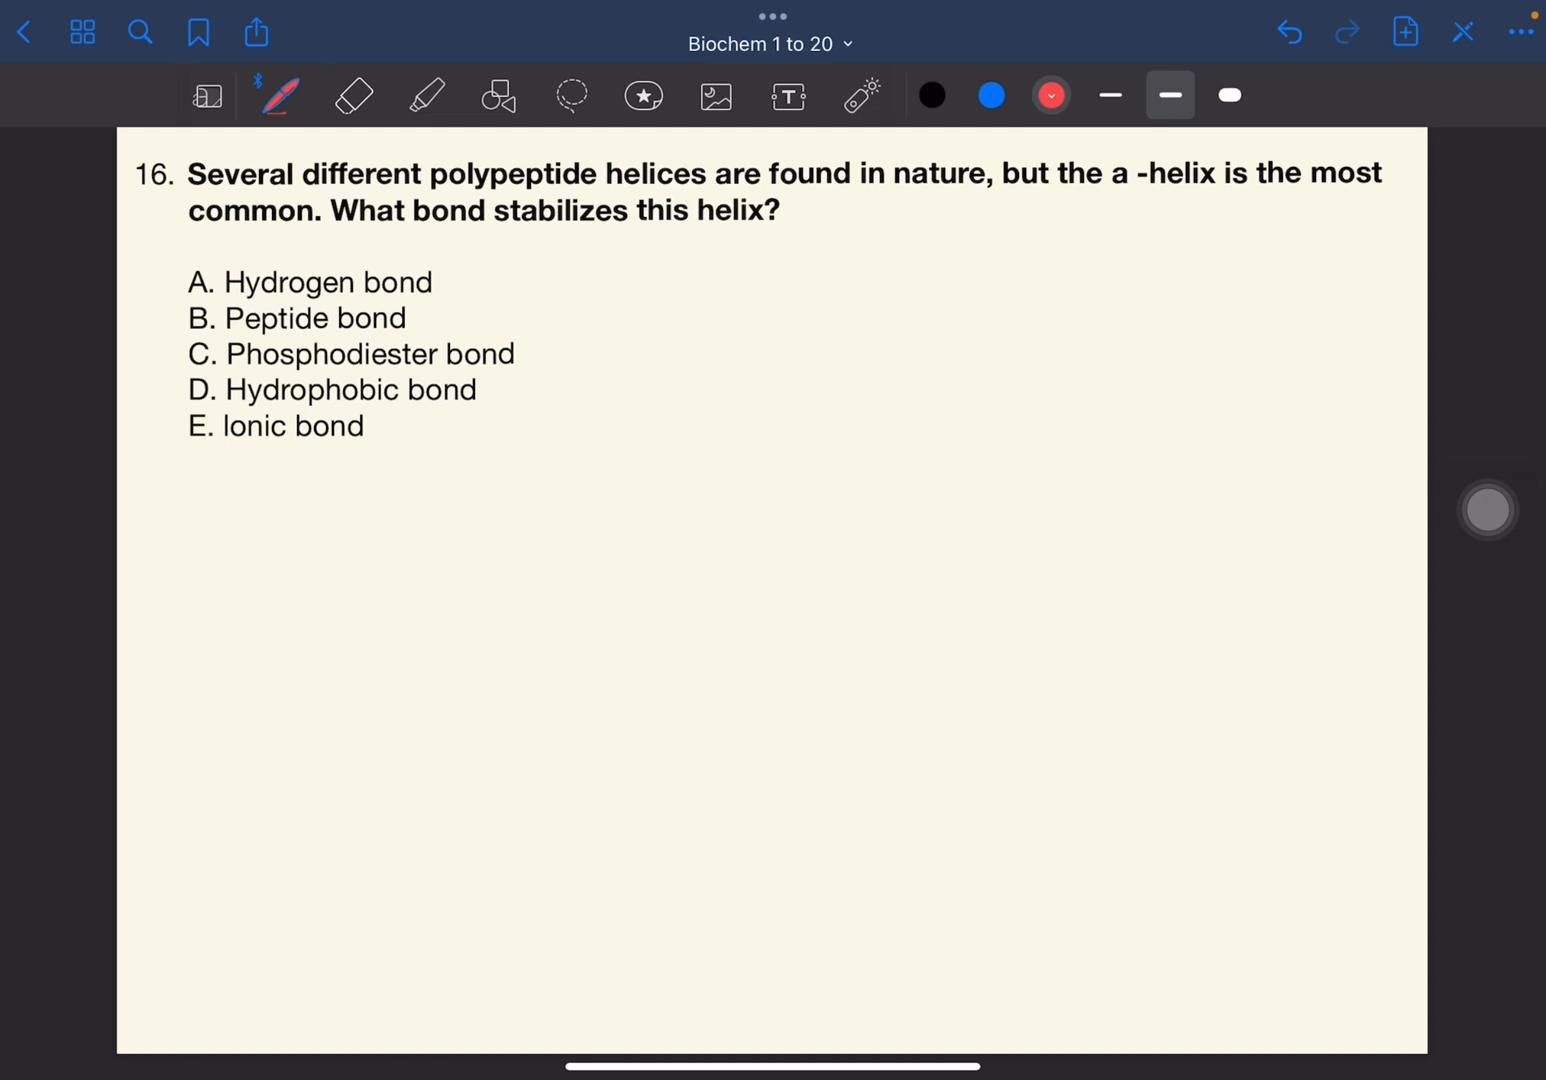 Biochem 1 to 20
T
16. Several different polypeptide helices are found in nature, but the a -helix is the most
common. What bond stabilizes this helix?
A. Hydrogen bond
B. Peptide bond
C. Phosphodiester bond
D. Hydrophobic bond
E. Ionic bond